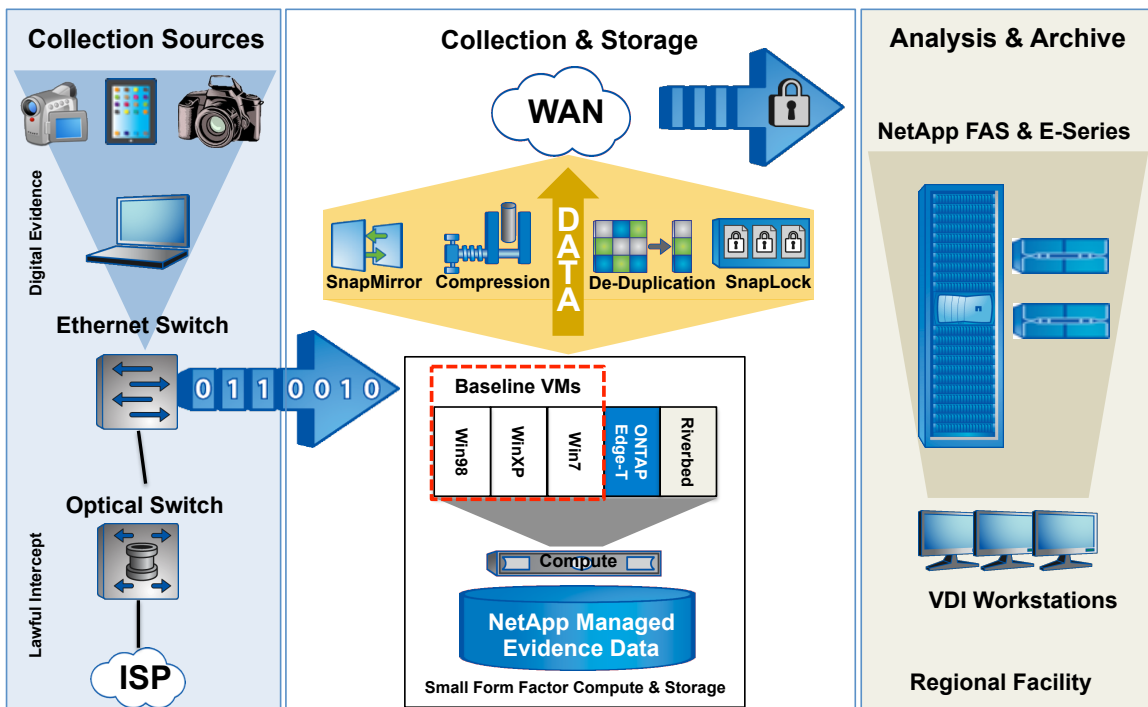 Collection Sources
Digital Evidence
Ethernet Switch
0110010
Optical Switch
Lawful Intercept
ISP
Collection & Storage
WAN
DATA
SnapMirror
Compression
De-Duplication
SnapLock
Baseline VMs
Win98
WinXP
Win7
ONTAP
Edge-T
Riverbed
Compute
NetApp Managed
Evidence Data
Small Form Factor Compute & Storage
Analysis & Archive
NetApp FAS & E-Series
VDI Workstations
Regional Facility